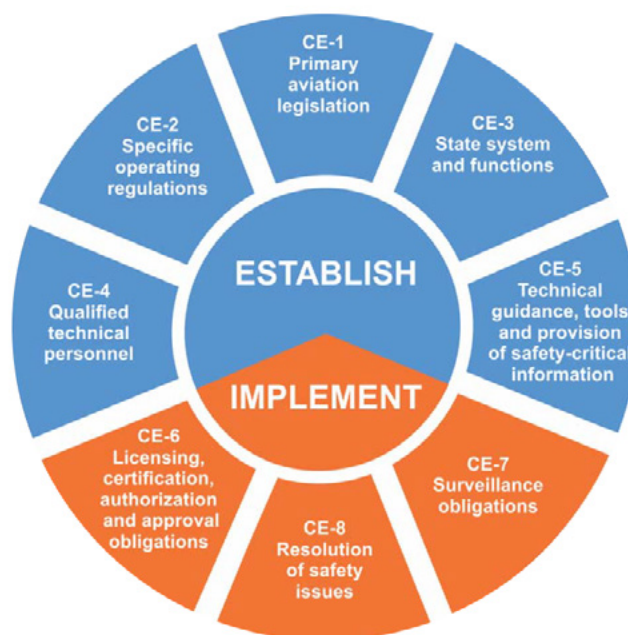 CE-1
Primary
aviation
legislation
CE-2
Specific
operating
regulations
CE-3
State system
and functions
CE-4
Qualified
technical
personnel
ESTABLISH
CE-5
Technical
guidance, tools
and provision
of safety-critical
information
IMPLEMENT
CE-6
Licensing,
certification,
authorization
and approval
obligations
CE-8
Resolution
of safety
issues
CE-7
Surveillance
obligations